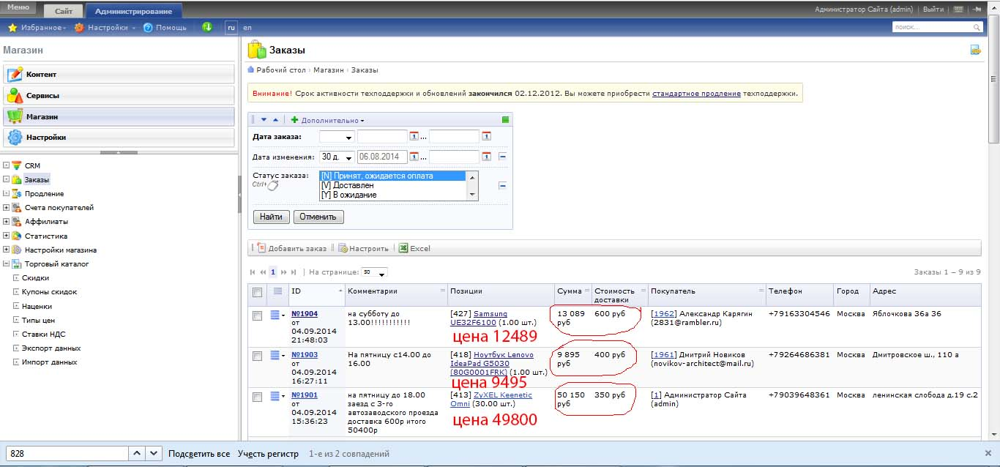 Меню
Сайт
Администрирование
Администратор Сайта (admin)
Выйти
Избранное
Настройки
Помощь
ru
en
поиск...
Магазин
Контент
Сервисы
Магазин
Настройки
CRM
Заказы
Продление
Счета покупателей
Аффилиаты
Статистика
Настройки магазина
Торговый каталог
Скидки
Купоны скидок
Наценки
Типы цен
Ставки НДС
Экспорт данных
Импорт данных
Заказы
Рабочий стол › Магазин › Заказы
Внимание! Срок активности техподдержки и обновлений закончился 02.12.2012. Вы можете приобрести стандартное продление техподдержки.
Дополнительно
Дата заказа:
...
Дата изменения:
30 д.
06.08.2014
...
Статус заказа:
Ctrl+
[N] Принят, ожидается оплата
[V] Доставлен
[Y] В ожидание
Найти
Отменить
Добавить заказ
Настроить
Excel
1
На странице:
50
Заказы 1 – 9 из 9
ID
Комментарии
Позиции
Сумма
Стоимость
доставки
Покупатель
Телефон
Город
Адрес
№1904
от
04.09.2014
21:48:03
на субботу до
13.00!!!!!!!!!!!
[427] Samsung
UE32F6100 (1.00 шт.)
цена 12489
13 089
руб
600 руб
[1962] Александр Карягин
(2831@rambler.ru)
+79163304546
Москва
Яблочкова 36а 36
№1903
от
04.09.2014
16:27:11
На пятницу с14.00 до
16.00
[418] Ноутбук Lenovo
IdeaPad G5030
(80G0001FRK) (1.00 шт.)
цена 9495
9 895
руб
400 руб
[1961] Дмитрий Новиков
(novikov-architect@mail.ru)
+79264686381
Москва
Дмитровское ш., 110 а
№1901
от
04.09.2014
15:36:23
на пятницу до 18.00
заезд с 3-го
автозаводского проезда
доставка 600р итого
50400р
[413] ZyXEL Keenetic
Omni (30.00 шт.)
цена 49800
50 150
руб
350 руб
[1] Администратор Сайта
(admin)
+79039648361
Москва
ленинская слобода д.19 с.2
828
Подсветить все
Учесть регистр
1-е из 2 совпадений